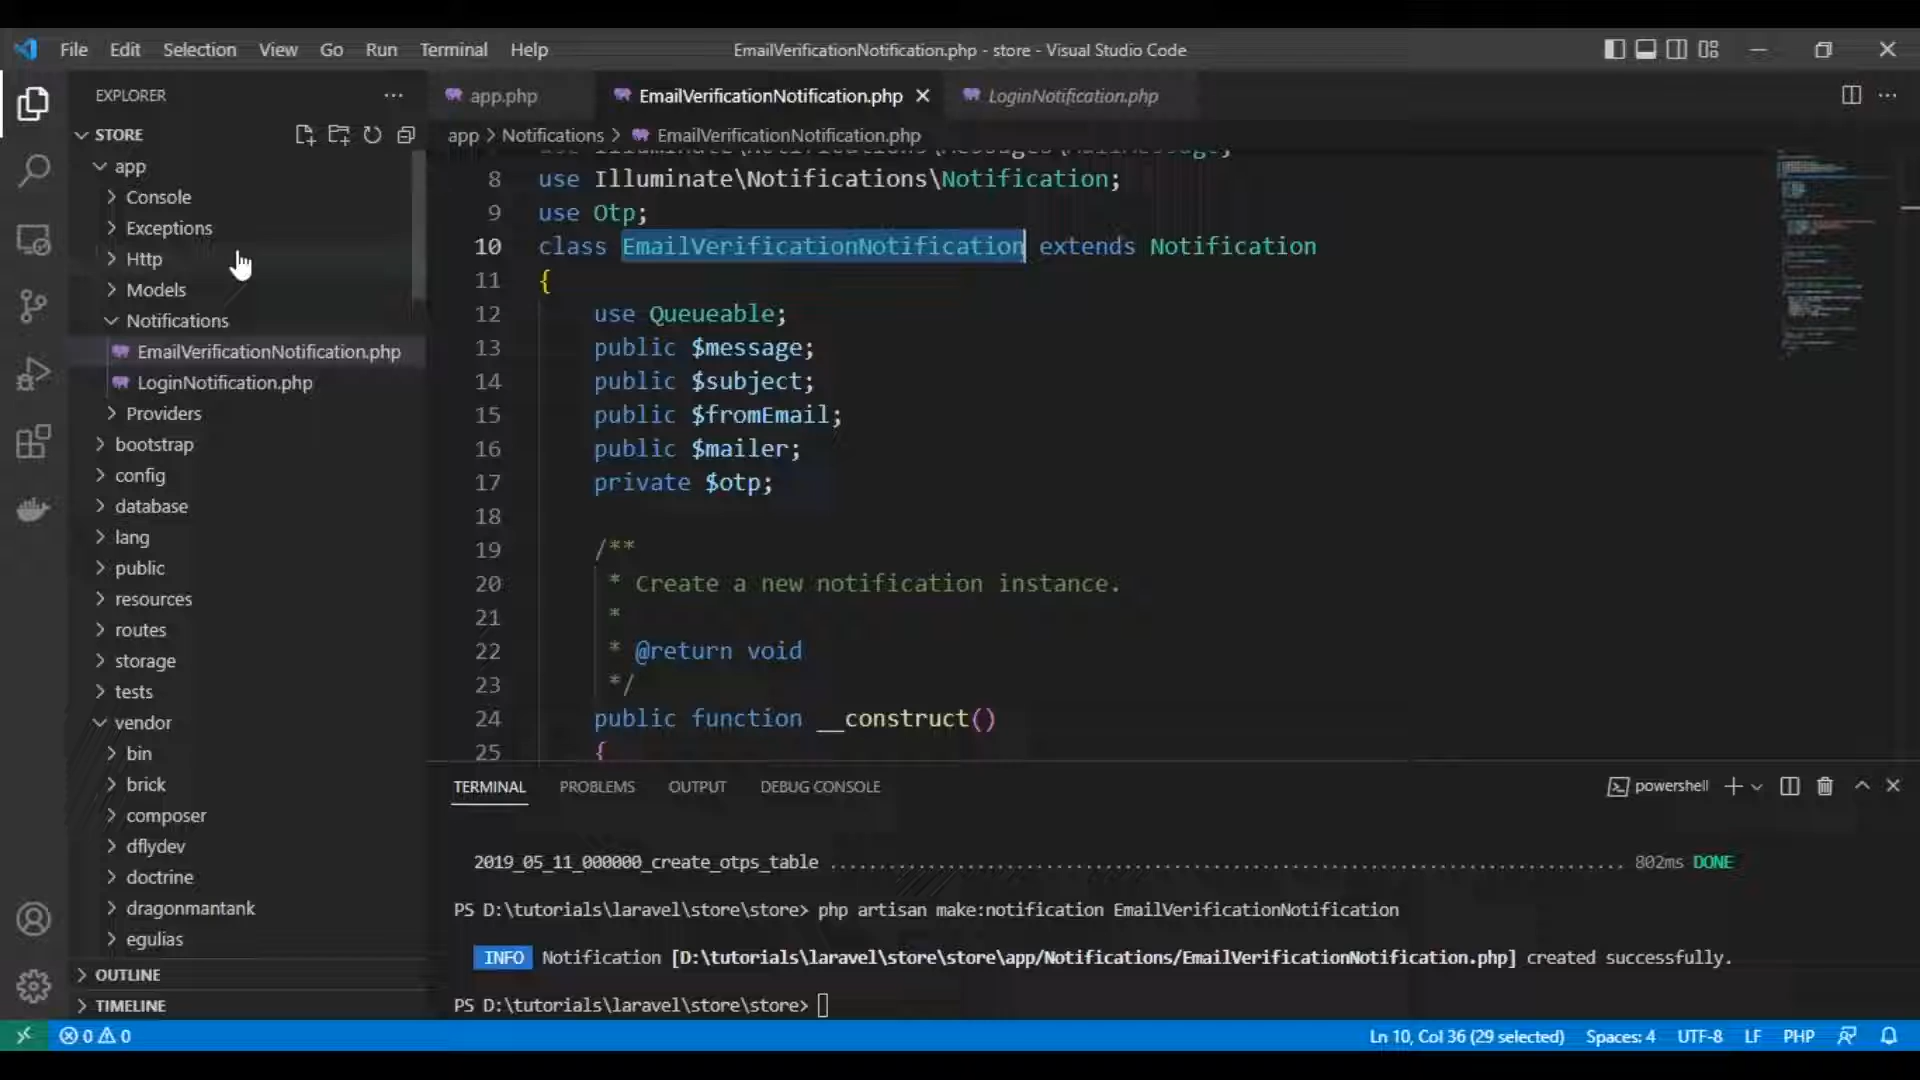 File Edit Selection View Go Run Terminal Help
EmailVerificationNotification.php - store - Visual Studio Code
EXPLORER
STORE
app
Console
Exceptions
Http
Models
Notifications
EmailVerificationNotification.php
LoginNotification.php
Providers
bootstrap
config
database
lang
public
resources
routes
storage
tests
vendor
bin
brick
composer
dflydev
doctrine
dragonmantank
egulias
OUTLINE
TIMELINE
app.php
EmailVerificationNotification.php
LoginNotification.php
app > Notifications > EmailVerificationNotification.php
8 use Illuminate\Notifications\Notification;
9 use Otp;
10 class EmailVerificationNotification extends Notification
11 {
12 use Queueable;
13 public $message;
14 public $subject;
15 public $fromEmail;
16 public $mailer;
17 private $otp;
18
19 /**
20 * Create a new notification instance.
21 *
22 * @return void
23 */
24 public function __construct()
25 {
TERMINAL PROBLEMS OUTPUT DEBUG CONSOLE
powershell
2019_05_11_000000_create_otps_table ........................................................................ 802ms DONE
PS D:\tutorials\laravel\store\store> php artisan make:notification EmailVerificationNotification
INFO Notification [D:\tutorials\laravel\store\store\app/Notifications/EmailVerificationNotification.php] created successfully.
PS D:\tutorials\laravel\store\store>
0 0
Ln 10, Col 36 (29 selected) Spaces: 4 UTF-8 LF PHP